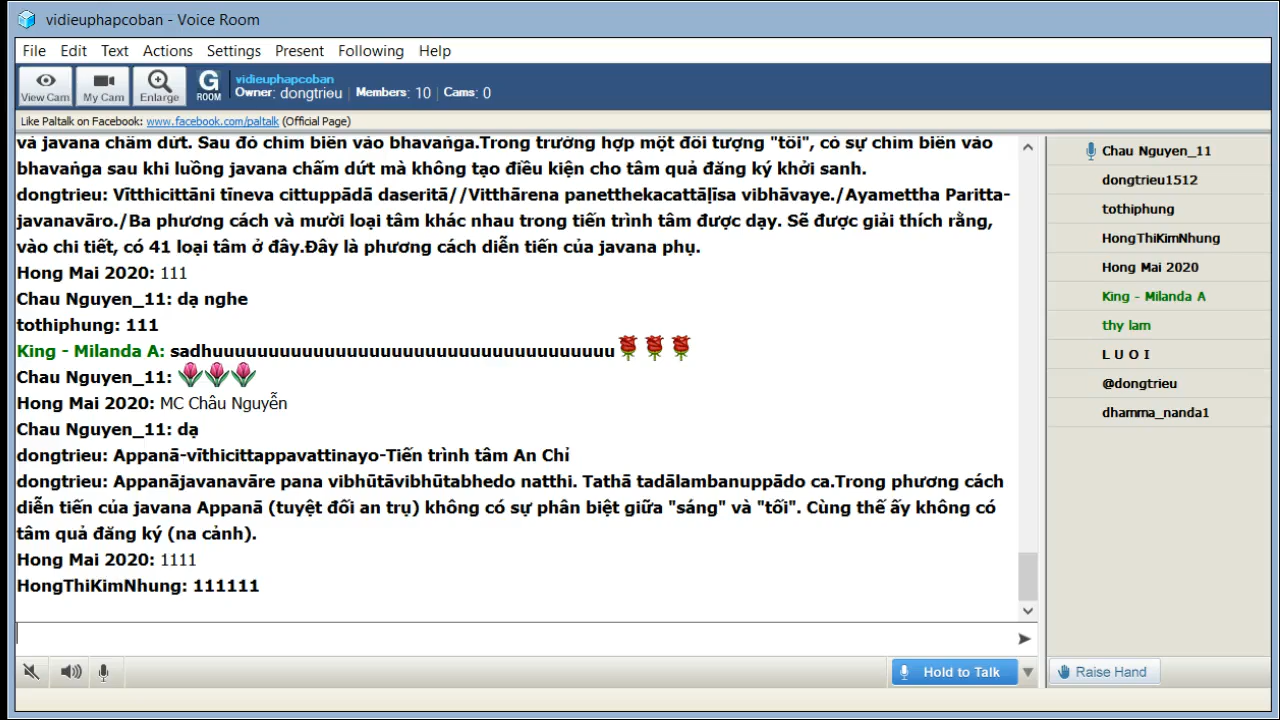 vidieuphapcoban - Voice Room
File Edit Text Actions Settings Present Following Help
View Cam My Cam Enlarge G ROOM vidieuphapcoban
Owner: dongtrieu Members: 10 Cams: 0
Like Paltalk on Facebook: www.facebook.com/paltalk (Official Page)
và javana chấm dứt. Sau đó chìm biến vào bhavaṅga.Trong trường hợp một đối tượng "tối", có sự chìm biến vào
bhavaṅga sau khi luồng javana chấm dứt mà không tạo điều kiện cho tâm quả đăng ký khởi sanh.
dongtrieu: Vītthicittāni tīneva cittuppādā daseritā//Vitthārena panetthekacattāḷīsa vibhāvaye./Ayamettha Paritta-
javanavāro./Ba phương cách và mười loại tâm khác nhau trong tiến trình tâm được dạy. Sẽ được giải thích rằng,
vào chi tiết, có 41 loại tâm ở đây.Đây là phương cách diễn tiến của javana phụ.
Hong Mai 2020: 111
Chau Nguyen_11: dạ nghe
tothiphung: 111
King - Milanda A: sadhuuuuuuuuuuuuuuuuuuuuuuuuuuuuuuuuuuuu
Chau Nguyen_11:
Hong Mai 2020: MC Châu Nguyễn
Chau Nguyen_11: dạ
dongtrieu: Appanā-vīthicittappavattinayo-Tiến trình tâm An Chỉ
dongtrieu: Appanājavanavāre pana vibhūtāvibhūtabhedo natthi. Tathā tadālambanuppādo ca.Trong phương cách
diễn tiến của javana Appanā (tuyệt đối an trụ) không có sự phân biệt giữa "sáng" và "tối". Cùng thế ấy không có
tâm quả đăng ký (na cảnh).
Hong Mai 2020: 1111
HongThiKimNhung: 111111
Chau Nguyen_11
dongtrieu1512
tothiphung
HongThiKimNhung
Hong Mai 2020
King - Milanda A
thy lam
L U O I
@dongtrieu
dhamma_nanda1
Hold to Talk
Raise Hand